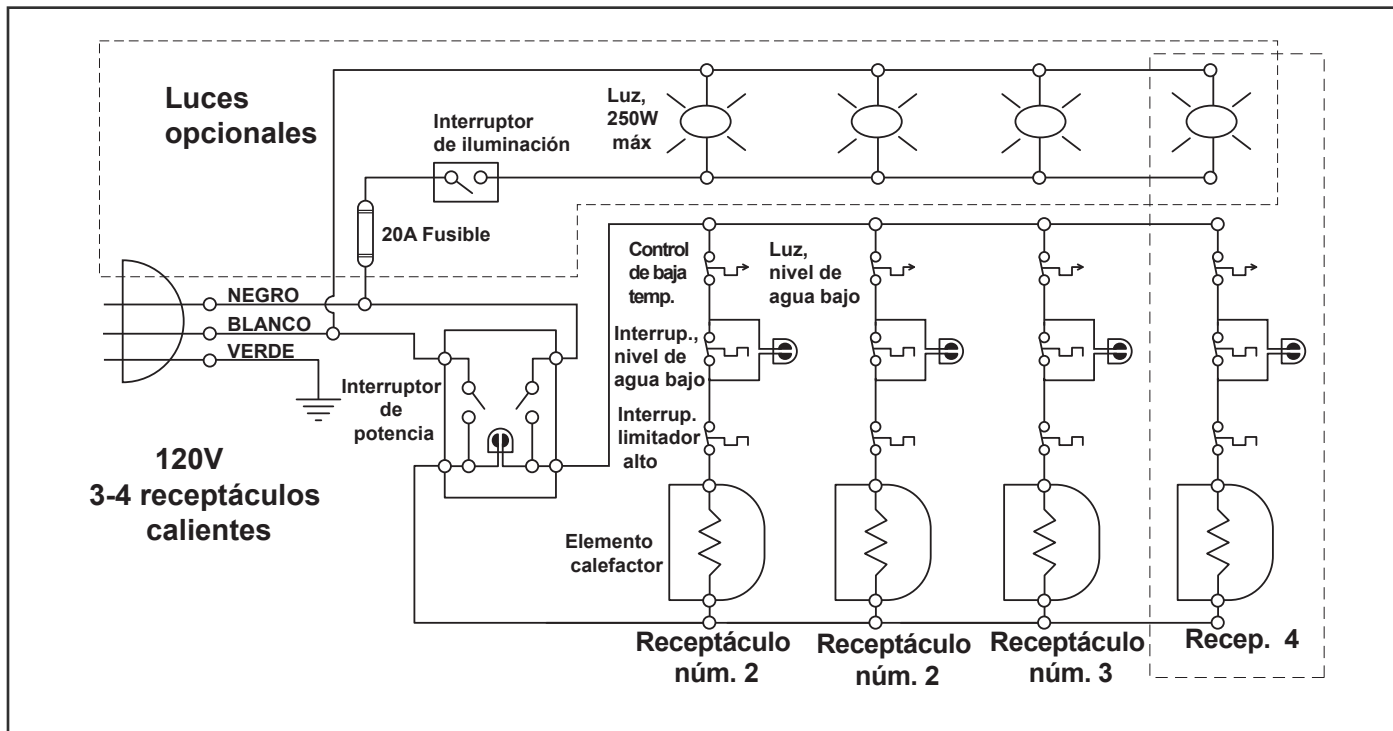 Luces
opcionales
Interruptor
de iluminación
Luz,
250W
máx
20A Fusible
NEGRO
BLANCO
VERDE
Interruptor
de
potencia
120V
3-4 receptáculos
calientes
Control
de baja
temp.
Luz,
nivel de
agua bajo
Interrup.,
nivel de
agua bajo
Interrup.
limitador
alto
Elemento
calefactor
Receptáculo
núm. 2
Receptáculo
núm. 2
Receptáculo
núm. 3
Recep. 4